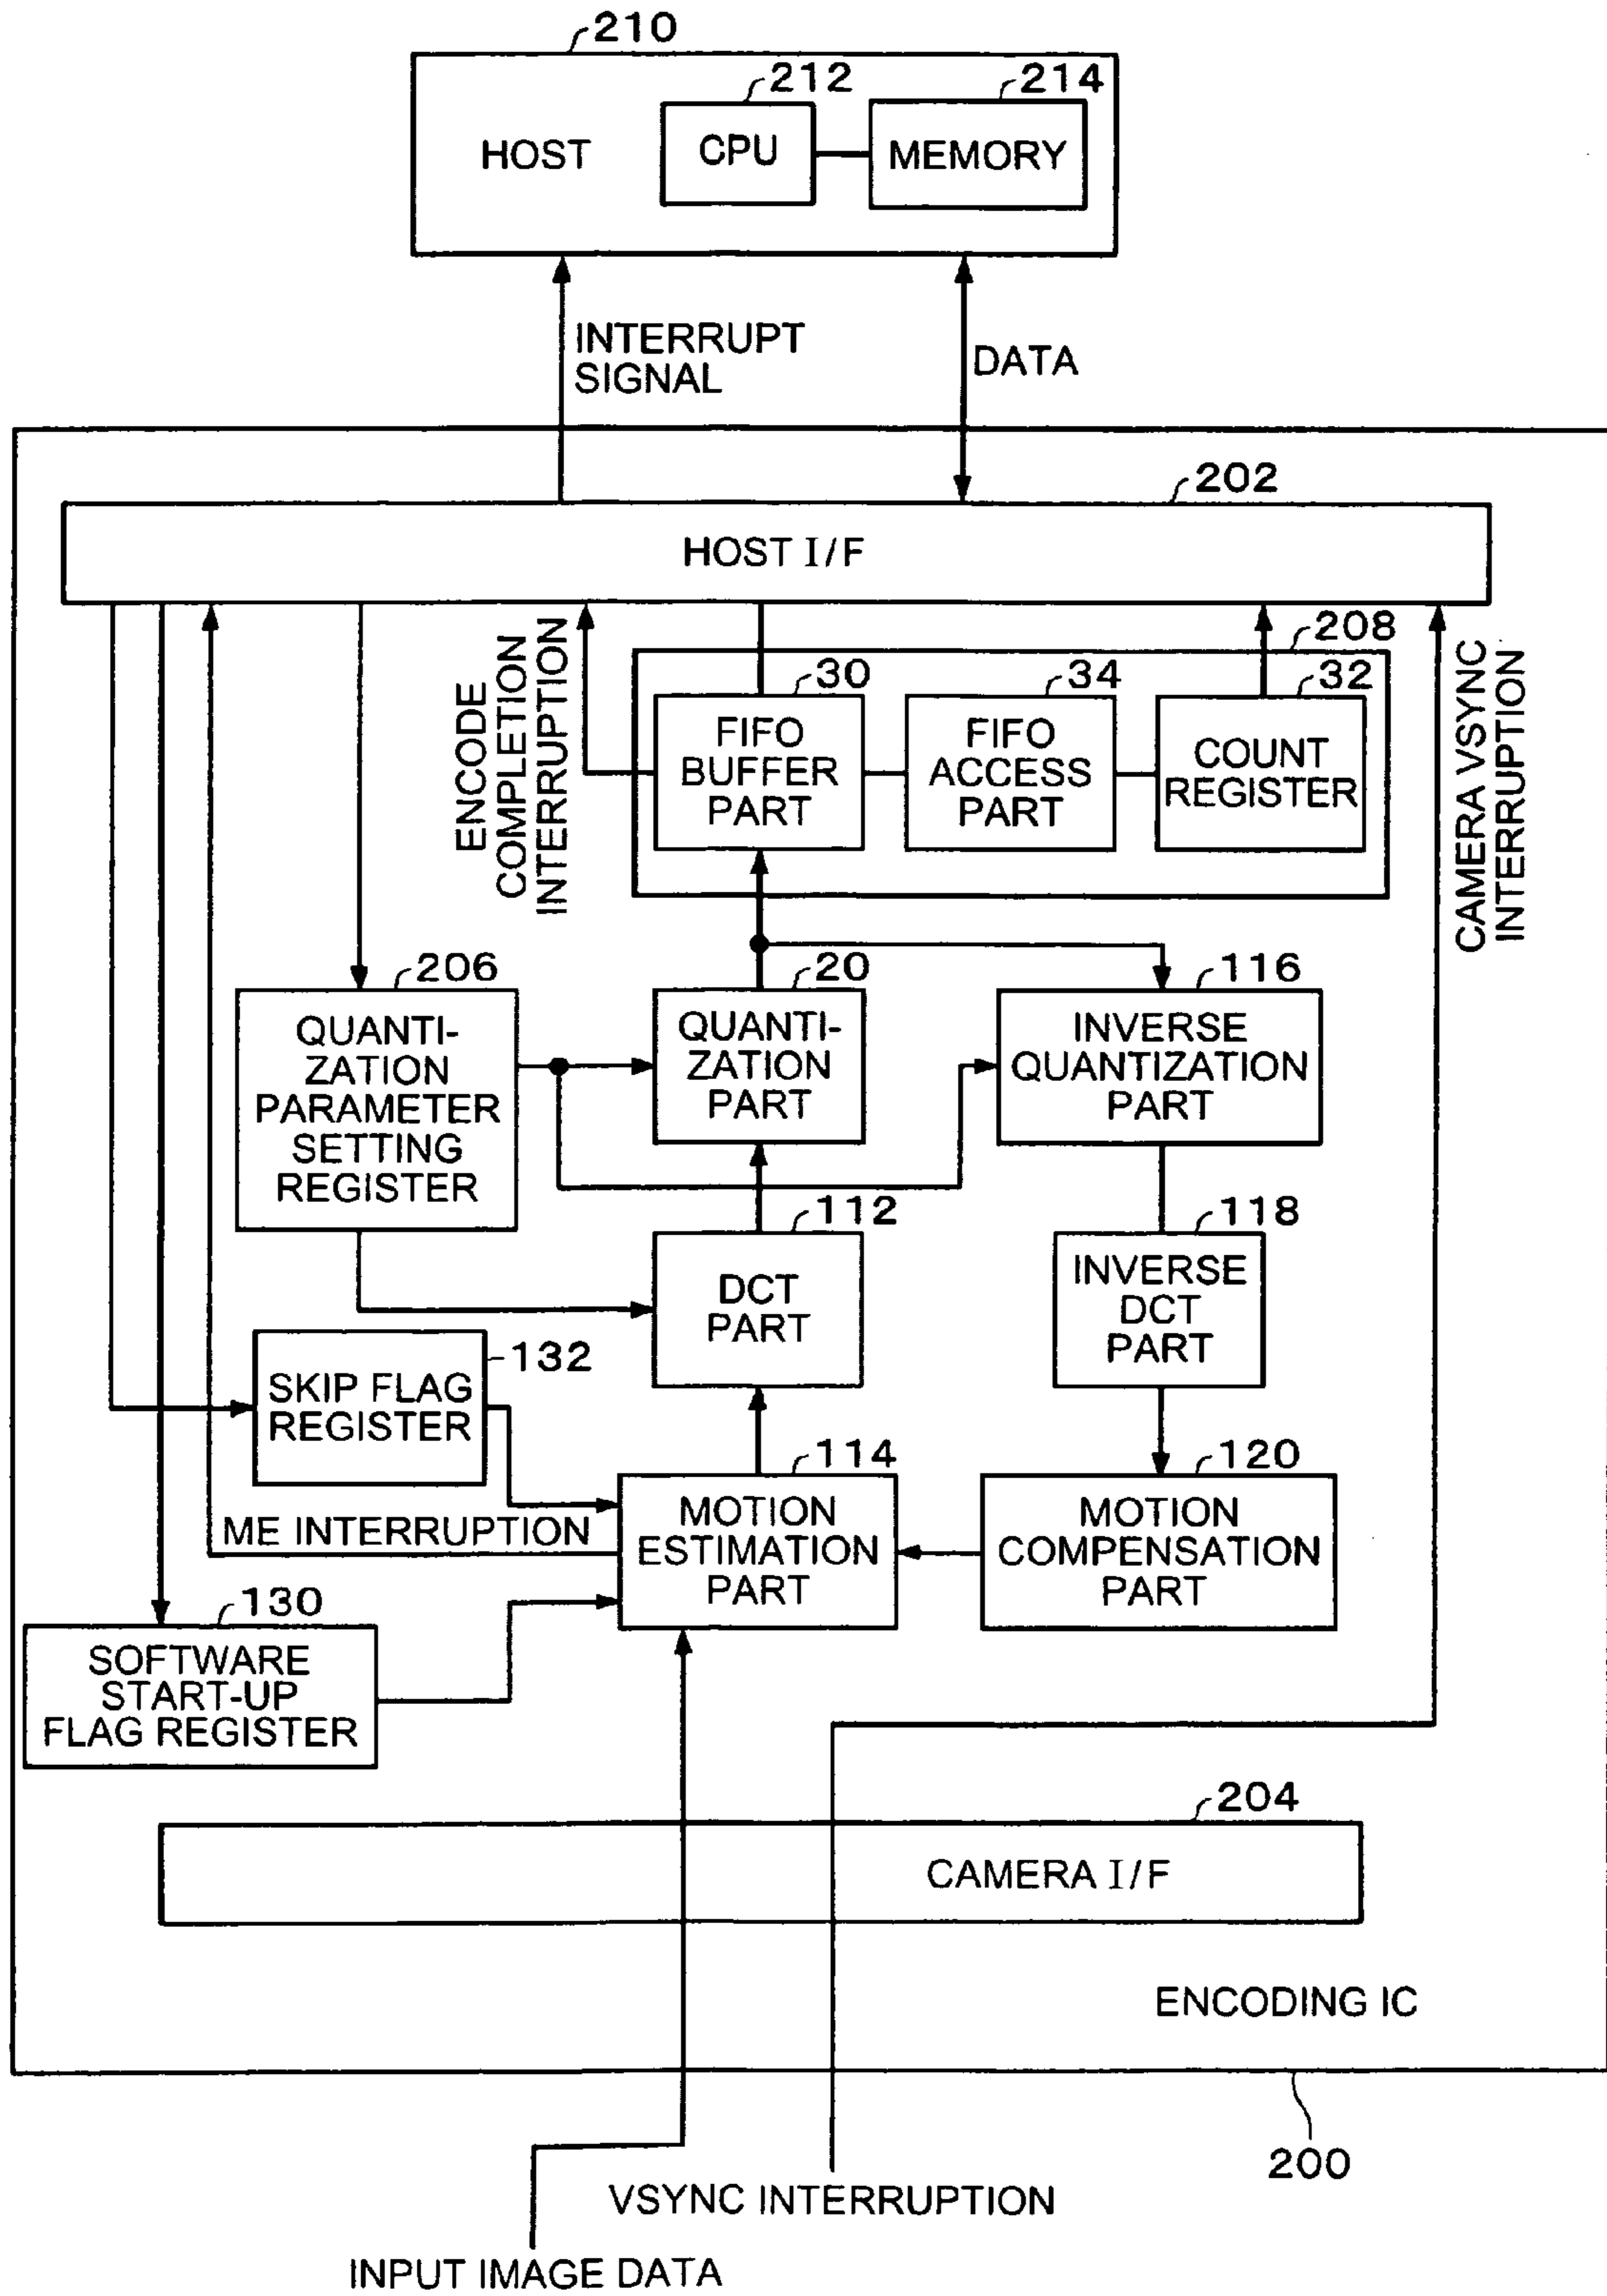 210
212
214
HOST
CPU
MEMORY
INTERRUPT
SIGNAL
DATA
202
HOST I/F
208
ENCODE
COMPLETION
INTERRUPTION
CAMERA VSYNC
INTERRUPTION
30
34
32
FIFO
BUFFER
PART
FIFO
ACCESS
PART
COUNT
REGISTER
206
20
116
QUANTI-
ZATION
PARAMETER
SETTING
REGISTER
QUANTI-
ZATION
PART
INVERSE
QUANTIZATION
PART
112
118
DCT
PART
INVERSE
DCT
PART
132
SKIP FLAG
REGISTER
114
120
ME INTERRUPTION
MOTION
ESTIMATION
PART
MOTION
COMPENSATION
PART
130
SOFTWARE
START-UP
FLAG REGISTER
204
CAMERA I/F
ENCODING IC
200
VSYNC INTERRUPTION
INPUT IMAGE DATA